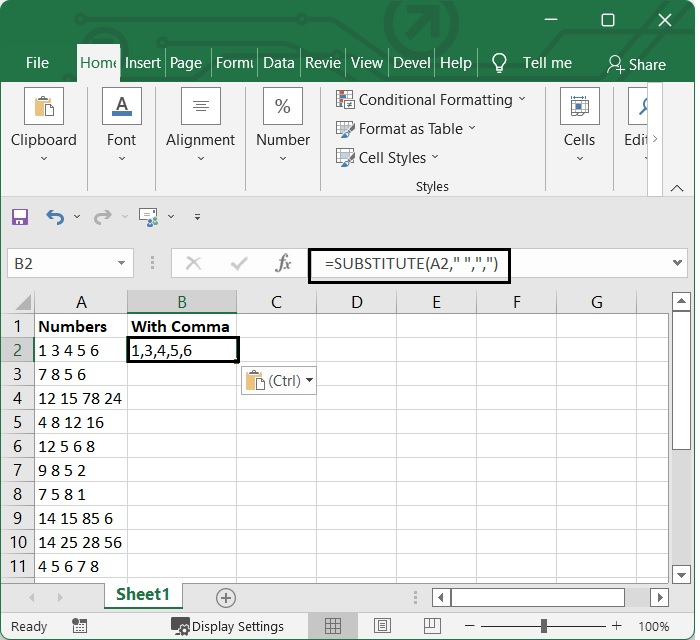 File Home Insert Page Formu Data Revie View Devel Help Tell me Share
Clipboard
Font
Alignment
Number
Conditional Formatting
Format as Table
Cell Styles
Styles
Cells
Edit
B2 fx =SUBSTITUTE(A2," ",",")
A B C D E F G
1 Numbers With Comma
2 1 3 4 5 6 1,3,4,5,6
3 7 8 5 6 (Ctrl)
4 12 15 78 24
5 4 8 12 16
6 12 5 6 8
7 9 8 5 2
8 7 5 8 1
9 14 15 85 6
10 14 25 28 56
11 4 5 6 7 8
Sheet1
Ready Display Settings 100%